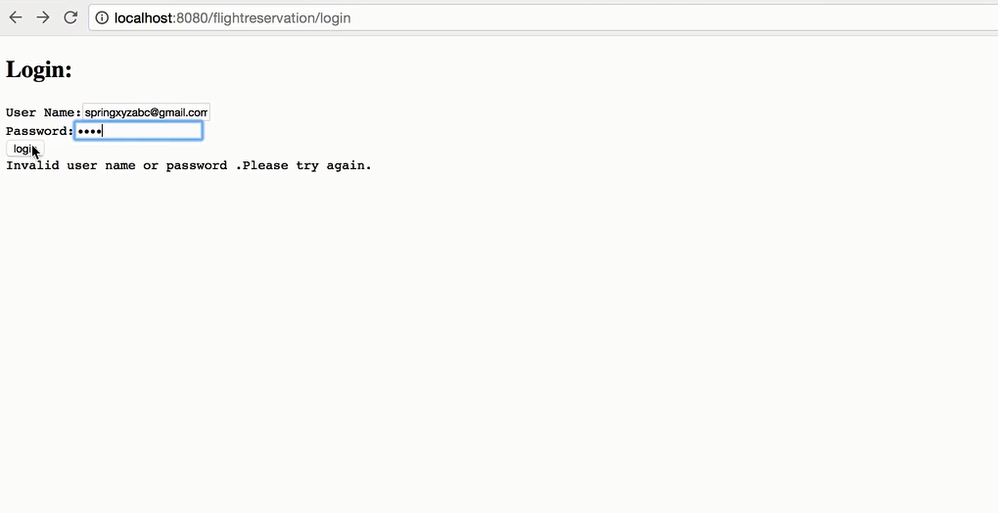 localhost:8080/flightreservation/login
Login:
User Name: springxyzabc@gmail.com
Password: ••••
login
Invalid user name or password .Please try again.